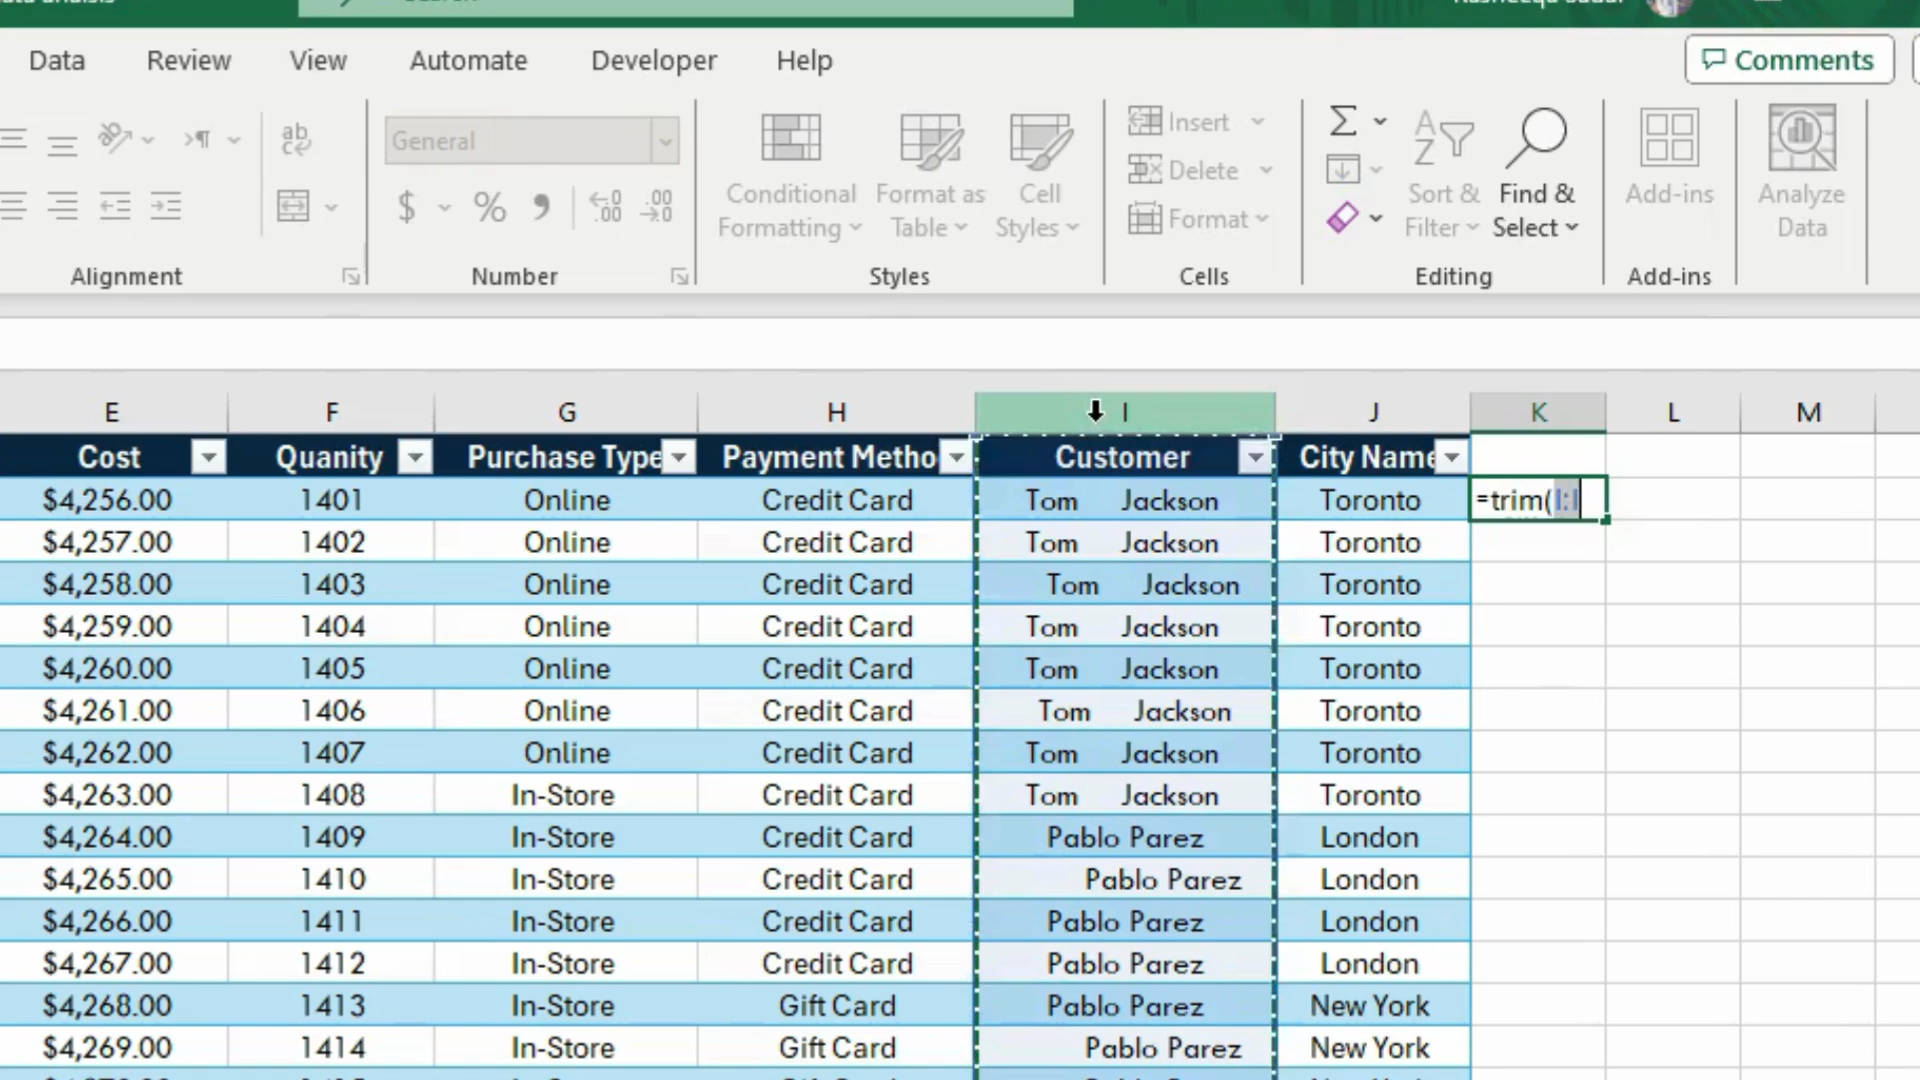 Data Review View Automate Developer Help Comments
ab
General
Insert
Delete
Format
$ % , .00 .00
Conditional Formatting
Format as Table
Cell Styles
Sort & Filter
Find & Select
Add-ins
Analyze Data
Alignment Number Styles Cells Editing Add-ins
E F G H I J K L M
Cost Quanity Purchase Type Payment Metho Customer City Name
$4,256.00 1401 Online Credit Card Tom Jackson Toronto =trim(I:I
$4,257.00 1402 Online Credit Card Tom Jackson Toronto
$4,258.00 1403 Online Credit Card Tom Jackson Toronto
$4,259.00 1404 Online Credit Card Tom Jackson Toronto
$4,260.00 1405 Online Credit Card Tom Jackson Toronto
$4,261.00 1406 Online Credit Card Tom Jackson Toronto
$4,262.00 1407 Online Credit Card Tom Jackson Toronto
$4,263.00 1408 In-Store Credit Card Tom Jackson Toronto
$4,264.00 1409 In-Store Credit Card Pablo Parez London
$4,265.00 1410 In-Store Credit Card Pablo Parez London
$4,266.00 1411 In-Store Credit Card Pablo Parez London
$4,267.00 1412 In-Store Credit Card Pablo Parez London
$4,268.00 1413 In-Store Gift Card Pablo Parez New York
$4,269.00 1414 In-Store Gift Card Pablo Parez New York